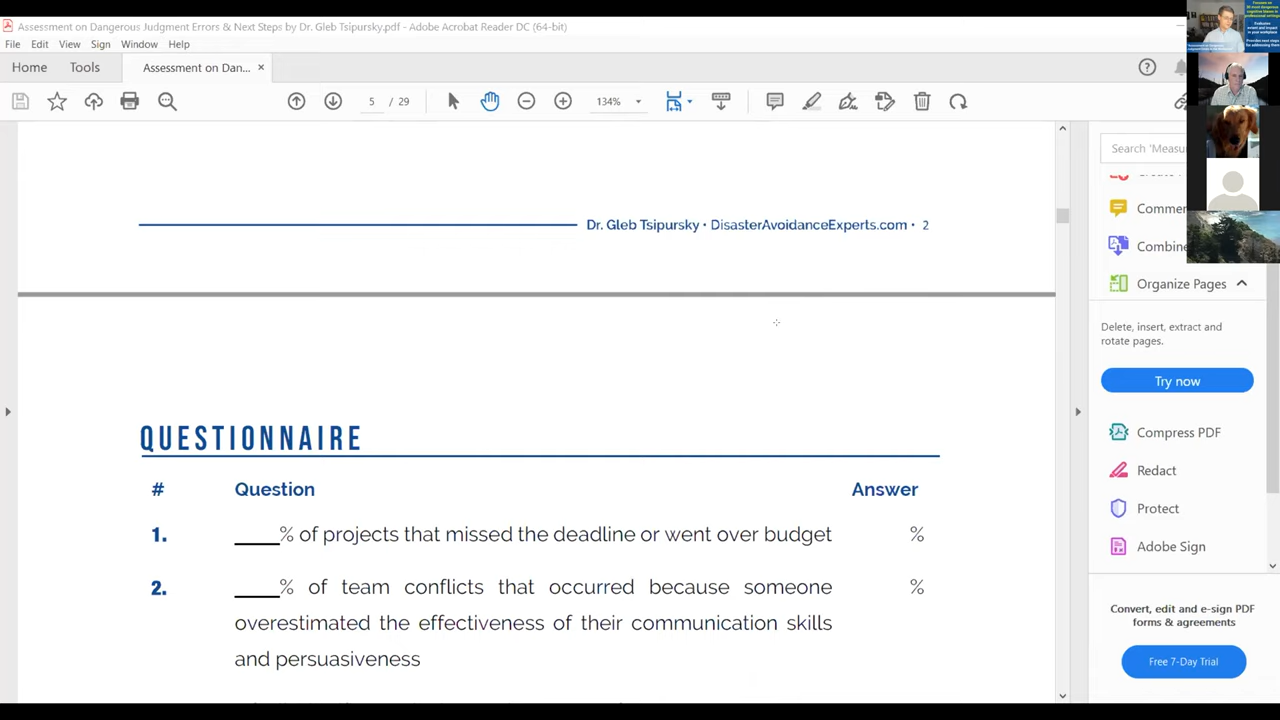 Assessment on Dangerous Judgment Errors & Next Steps by Dr. Gleb Tsipursky.pdf - Adobe Acrobat Reader DC (64-bit)
File Edit View Sign Window Help
Home Tools Assessment on Dan... ×
5 / 29 134%
Search 'Measu
Dr. Gleb Tsipursky • DisasterAvoidanceExperts.com • 2
Comme
Combine
Organize Pages
Delete, insert, extract and
rotate pages.
Try now
QUESTIONNAIRE
# Question Answer
1. ____% of projects that missed the deadline or went over budget %
2. ____% of team conflicts that occurred because someone %
overestimated the effectiveness of their communication skills
and persuasiveness
Compress PDF
Redact
Protect
Adobe Sign
Convert, edit and e-sign PDF
forms & agreements
Free 7-Day Trial